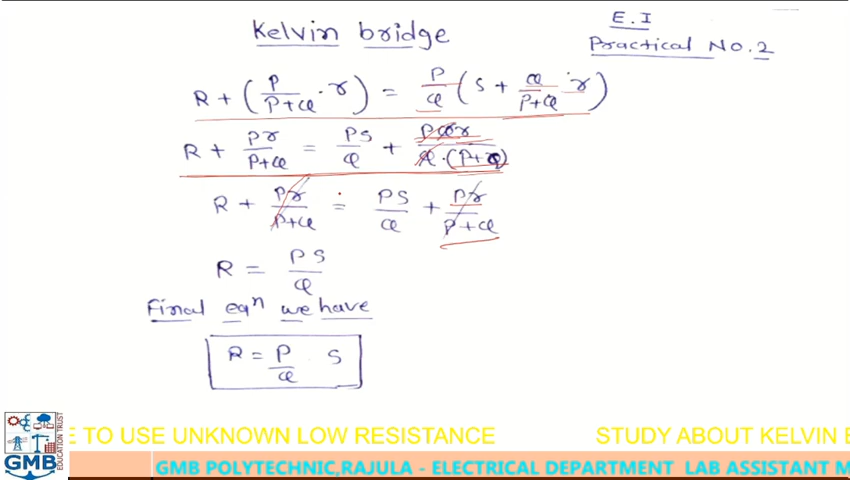 Kelvin bridge
E.I
Practical No.2
R + (P/P+Q · r) = P/Q (S + Q/P+Q · r)
R + Pr/P+Q = PS/Q + PQr/Q·(P+Q)
R + Pr/P+Q = PS/Q + Pr/P+Q
R = PS/Q
Final eqn we have
R = P/Q S
GMB
EDUCATION TRUST
E TO USE UNKNOWN LOW RESISTANCE STUDY ABOUT KELVIN B
GMB POLYTECHNIC,RAJULA - ELECTRICAL DEPARTMENT LAB ASSISTANT M